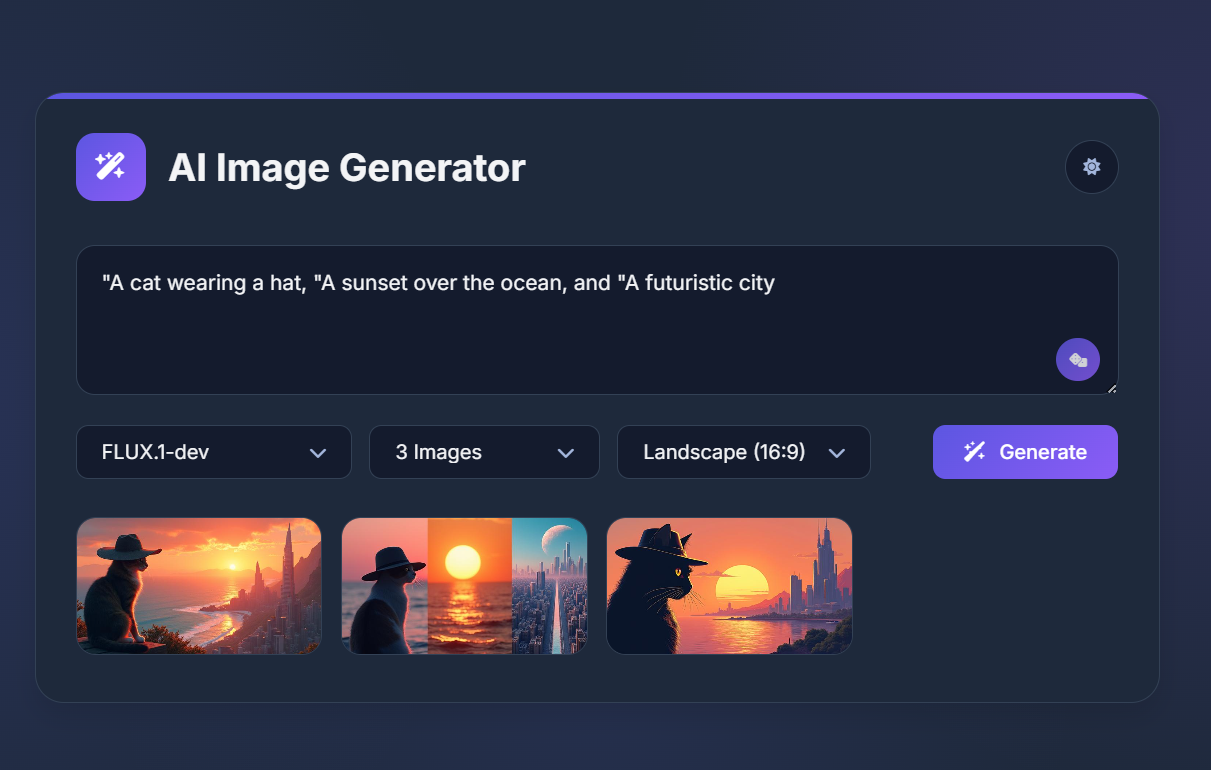 AI Image Generator
"A cat wearing a hat, "A sunset over the ocean, and "A futuristic city
FLUX.1-dev
3 Images
Landscape (16:9)
Generate